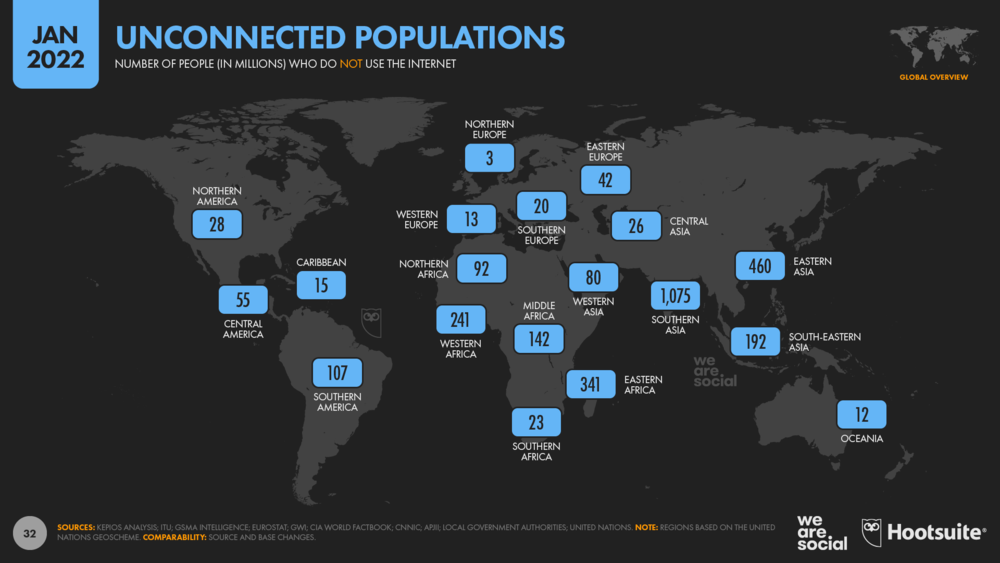 JAN
2022
UNCONNECTED POPULATIONS
NUMBER OF PEOPLE (IN MILLIONS) WHO DO NOT USE THE INTERNET
GLOBAL OVERVIEW
NORTHERN
EUROPE
3
EASTERN
EUROPE
42
NORTHERN
AMERICA
28
WESTERN
EUROPE
13
20
SOUTHERN
EUROPE
26
CENTRAL
ASIA
CARIBBEAN
15
NORTHERN
AFRICA
92
80
WESTERN
ASIA
460
EASTERN
ASIA
55
CENTRAL
AMERICA
241
WESTERN
AFRICA
MIDDLE
AFRICA
142
1,075
SOUTHERN
ASIA
192
SOUTH-EASTERN
ASIA
we
are
social
107
SOUTHERN
AMERICA
341
EASTERN
AFRICA
23
SOUTHERN
AFRICA
12
OCEANIA
32
SOURCES: KEPIOS ANALYSIS; ITU; GSMA INTELLIGENCE; EUROSTAT; GWI; CIA WORLD FACTBOOK; CNNIC; APJII; LOCAL GOVERNMENT AUTHORITIES; UNITED NATIONS. NOTE: REGIONS BASED ON THE UNITED
NATIONS GEOSCHEME. COMPARABILITY: SOURCE AND BASE CHANGES.
we
are
social
Hootsuite®